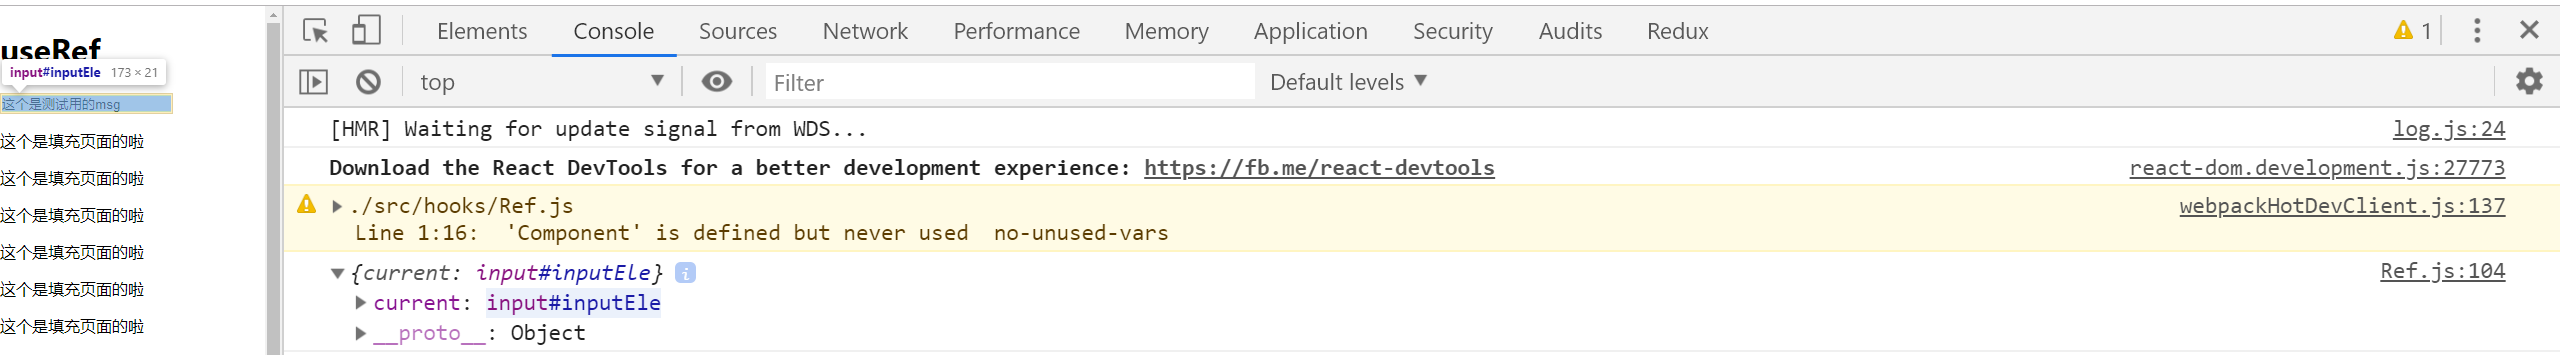 useRef
input#inputEle 173 × 21
这个是测试用的msg
这个是填充页面的啦
这个是填充页面的啦
这个是填充页面的啦
这个是填充页面的啦
这个是填充页面的啦
这个是填充页面的啦
Elements Console Sources Network Performance Memory Application Security Audits Redux 1
top Filter Default levels
[HMR] Waiting for update signal from WDS... log.js:24
Download the React DevTools for a better development experience: https://fb.me/react-devtools react-dom.development.js:27773
./src/hooks/Ref.js webpackHotDevClient.js:137
Line 1:16: 'Component' is defined but never used no-unused-vars
{current: input#inputEle} i Ref.js:104
current: input#inputEle
__proto__: Object